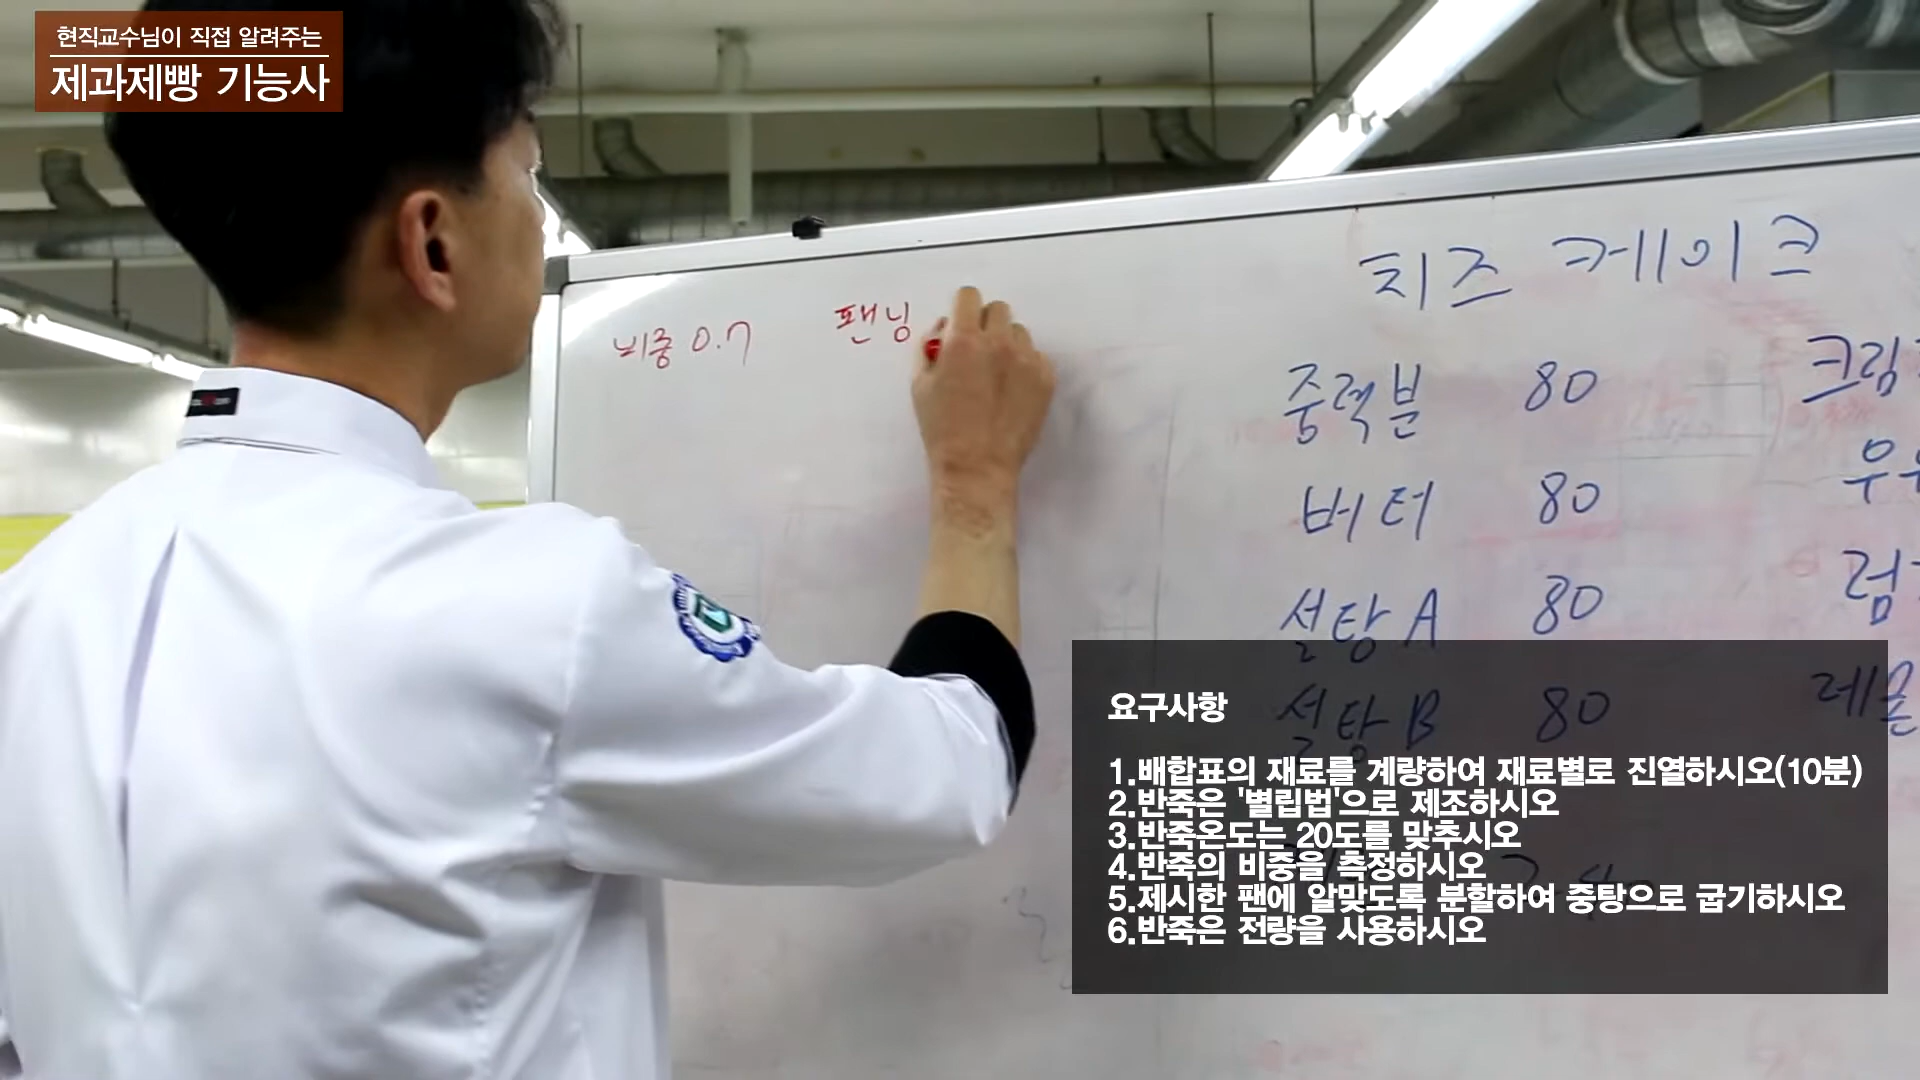 현직교수님이 직접 알려주는
제과제빵 기능사
치즈 케이크
비중 0.7 팬닝
중력분 80 크림
버터 80
설탕 A 80
설탕 B 80
요구사항
1.배합표의 재료를 계량하여 재료별로 진열하시오(10분)
2.반죽은 '별립법'으로 제조하시오
3.반죽온도는 20도를 맞추시오
4.반죽의 비중을 측정하시오
5.제시한 팬에 알맞도록 분할하여 중탕으로 굽기하시오
6.반죽은 전량을 사용하시오